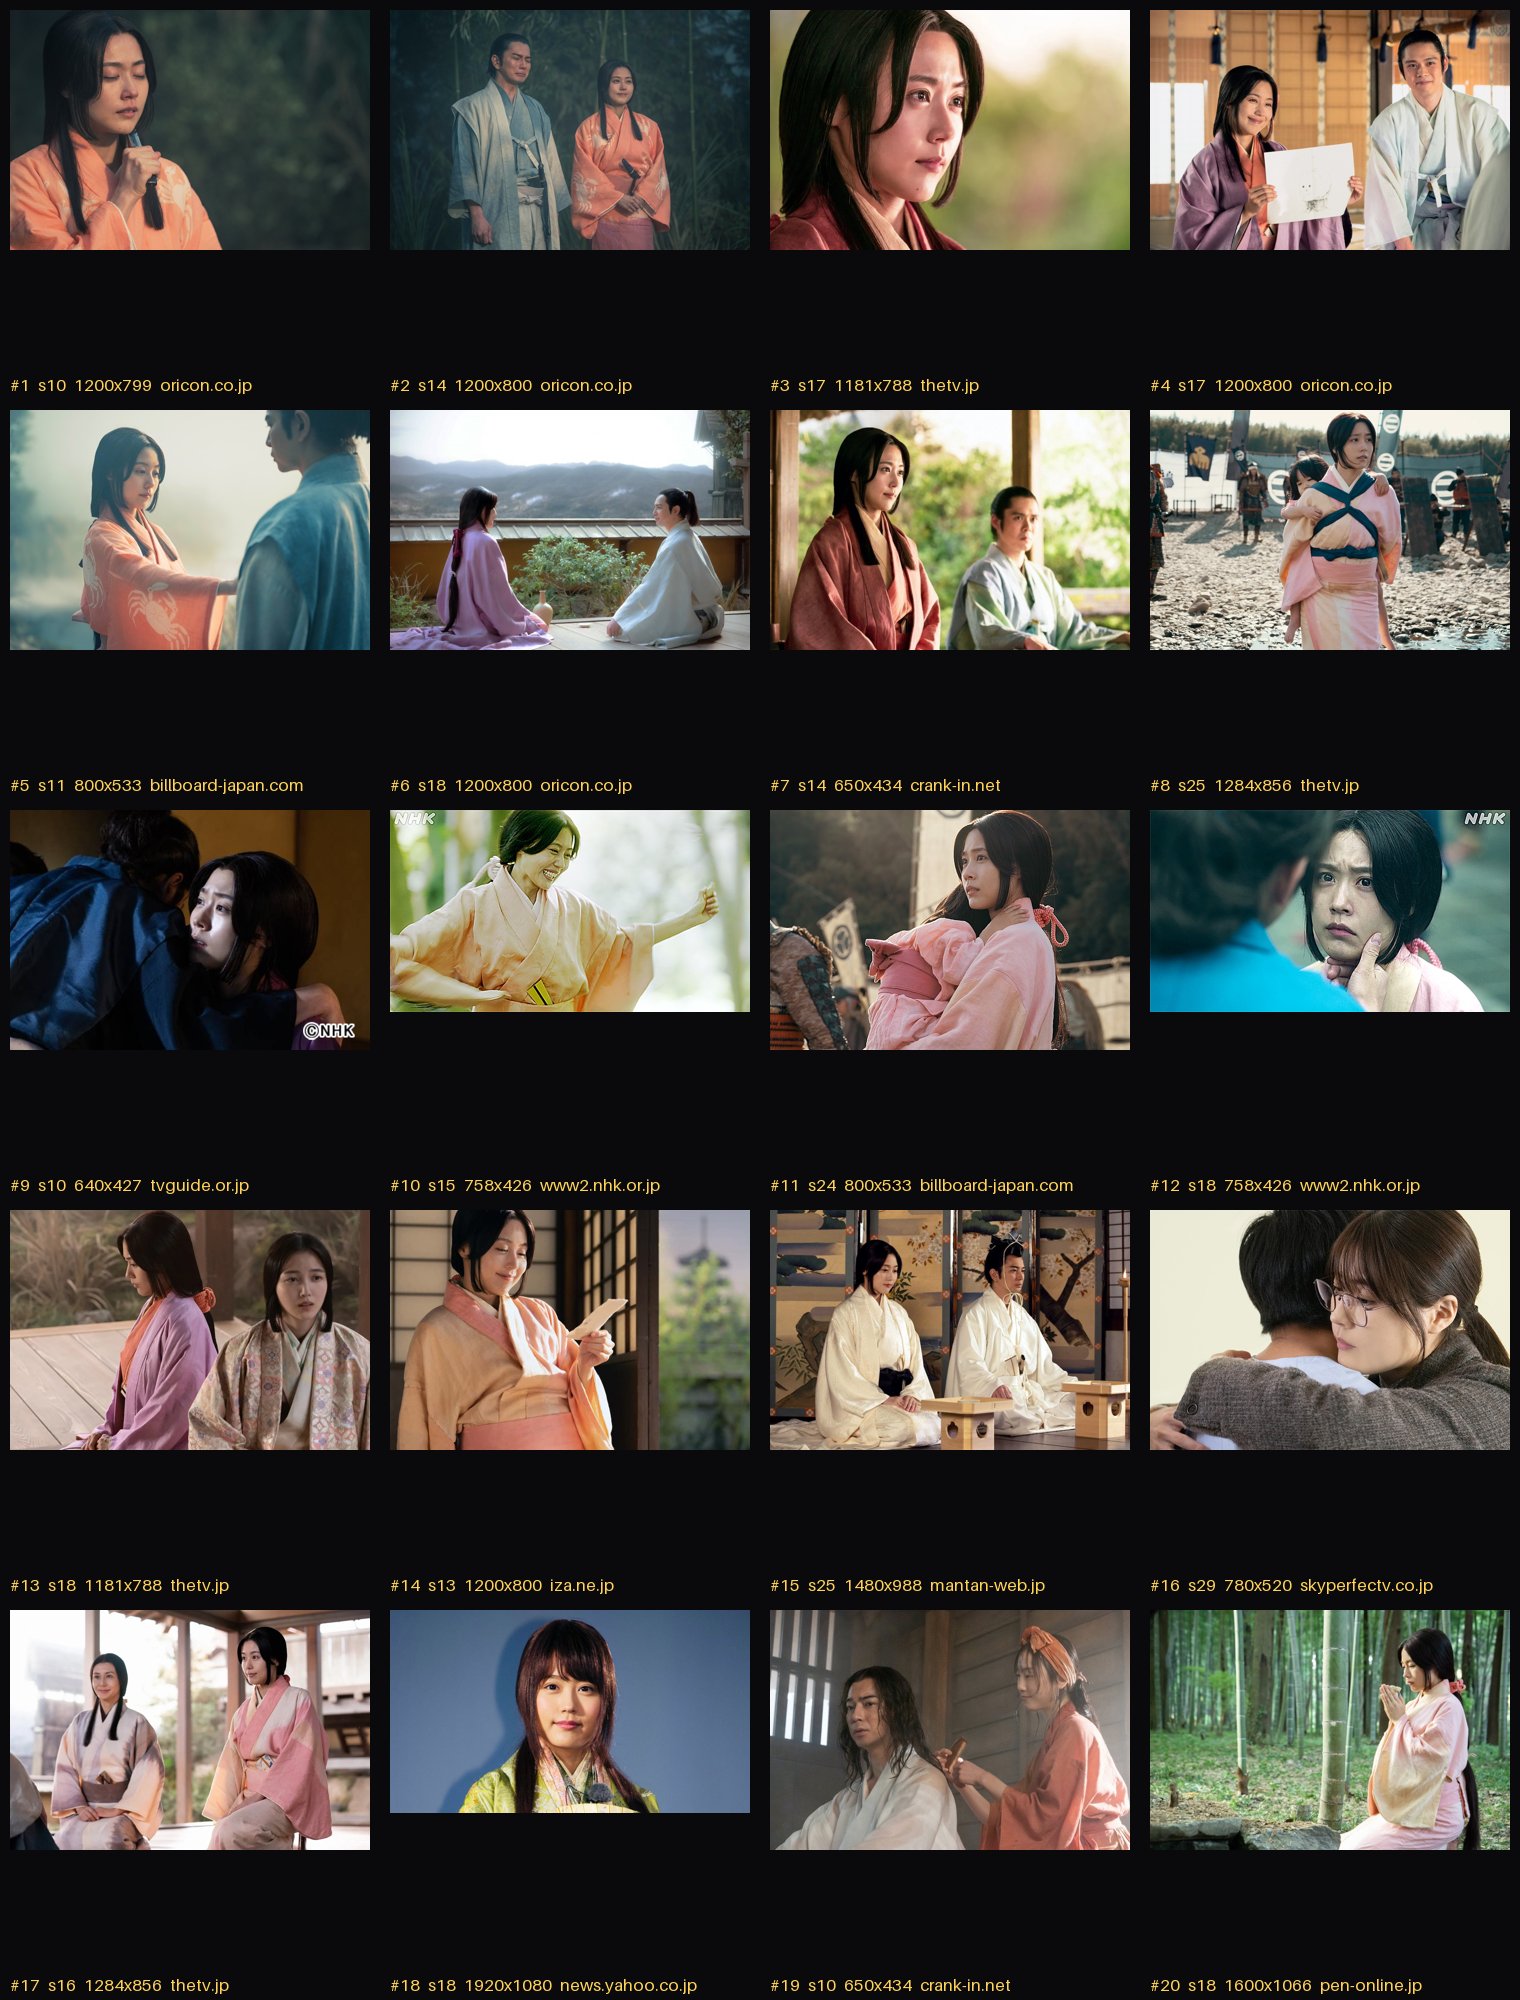 #1 s10 1200x799 oricon.co.jp
#2 s14 1200x800 oricon.co.jp
#3 s17 1181x788 thetv.jp
#4 s17 1200x800 oricon.co.jp
#5 s11 800x533 billboard-japan.com
#6 s18 1200x800 oricon.co.jp
#7 s14 650x434 crank-in.net
#8 s25 1284x856 thetv.jp
©NHK
NHK
NHK
#9 s10 640x427 tvguide.or.jp
#10 s15 758x426 www2.nhk.or.jp
#11 s24 800x533 billboard-japan.com
#12 s18 758x426 www2.nhk.or.jp
#13 s18 1181x788 thetv.jp
#14 s13 1200x800 iza.ne.jp
#15 s25 1480x988 mantan-web.jp
#16 s29 780x520 skyperfectv.co.jp
#17 s16 1284x856 thetv.jp
#18 s18 1920x1080 news.yahoo.co.jp
#19 s10 650x434 crank-in.net
#20 s18 1600x1066 pen-online.jp